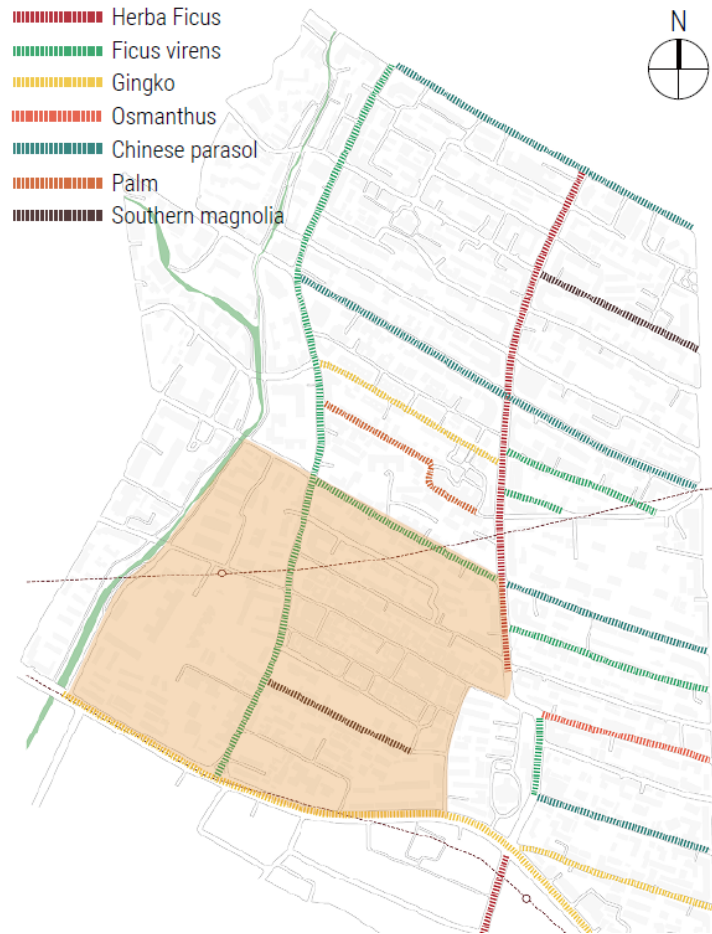 Herba Ficus
Ficus virens
Gingko
Osmanthus
Chinese parasol
Palm
Southern magnolia
N